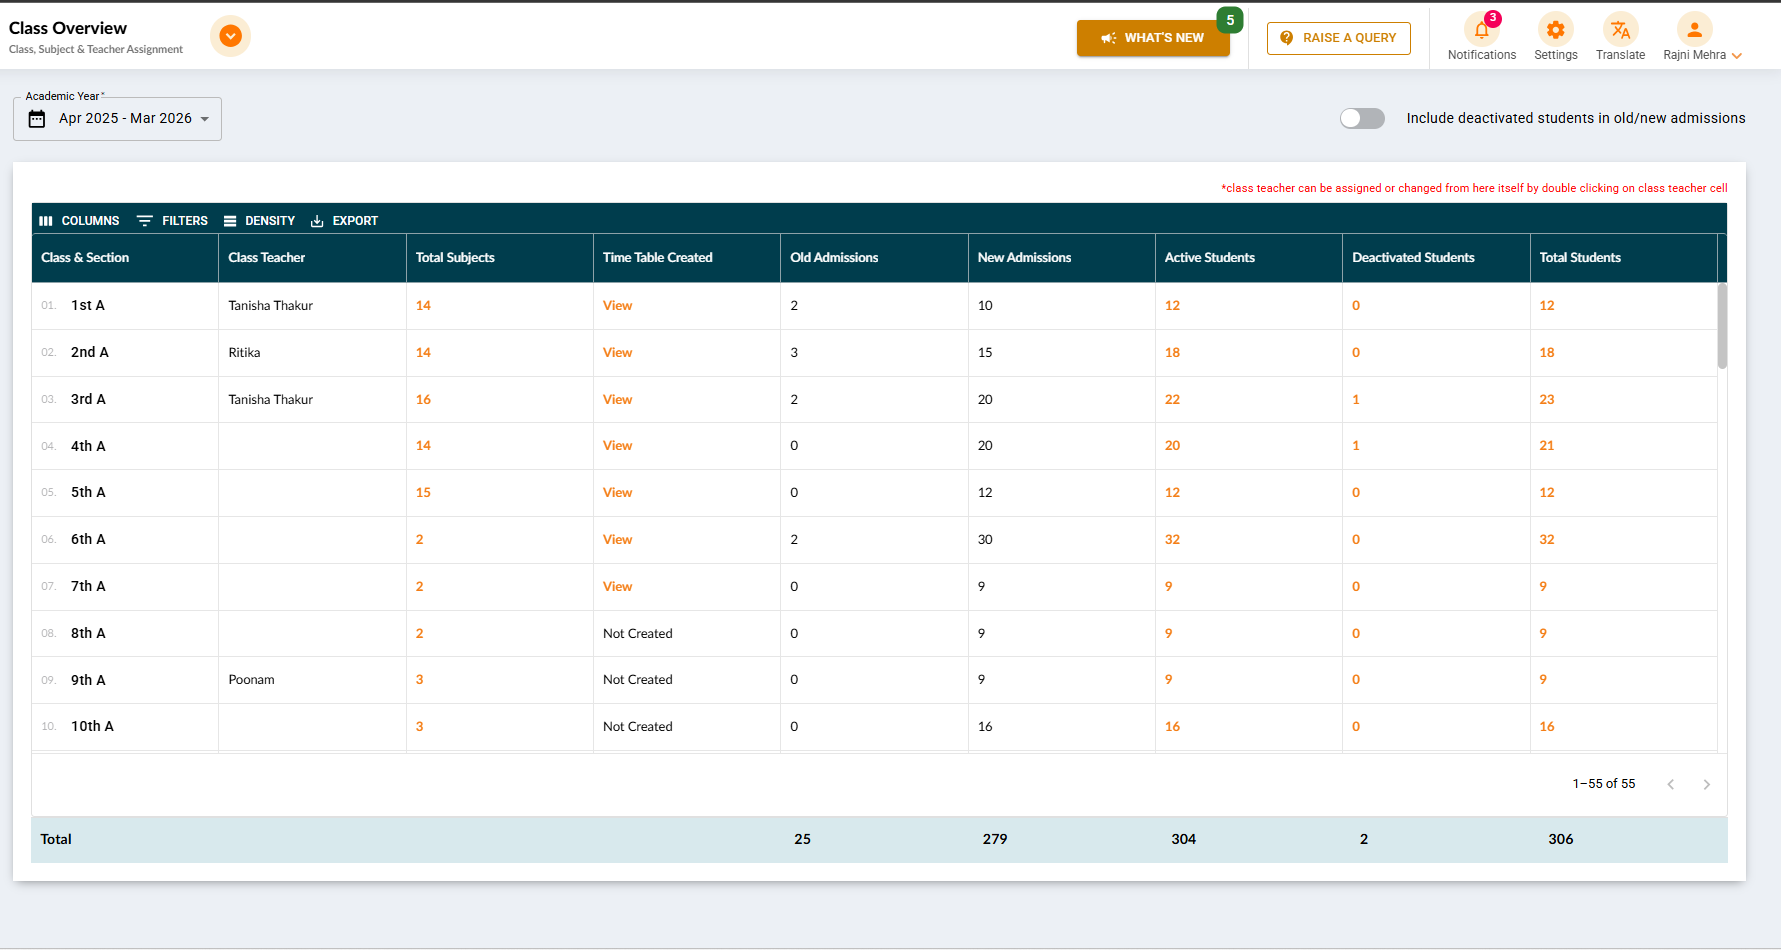 Class Overview
Class, Subject & Teacher Assignment
WHAT'S NEW
5
RAISE A QUERY
3
Notifications
Settings
Translate
Rajni Mehra
Academic Year*
Apr 2025 - Mar 2026
Include deactivated students in old/new admissions
*class teacher can be assigned or changed from here itself by double clicking on class teacher cell
COLUMNS FILTERS DENSITY EXPORT
Class & Section Class Teacher Total Subjects Time Table Created Old Admissions New Admissions Active Students Deactivated Students Total Students
01. 1st A Tanisha Thakur 14 View 2 10 12 0 12
02. 2nd A Ritika 14 View 3 15 18 0 18
03. 3rd A Tanisha Thakur 16 View 2 20 22 1 23
04. 4th A 14 View 0 20 20 1 21
05. 5th A 15 View 0 12 12 0 12
06. 6th A 2 View 2 30 32 0 32
07. 7th A 2 View 0 9 9 0 9
08. 8th A 2 Not Created 0 9 9 0 9
09. 9th A Poonam 3 Not Created 0 9 9 0 9
10. 10th A 3 Not Created 0 16 16 0 16
1–55 of 55
Total 25 279 304 2 306